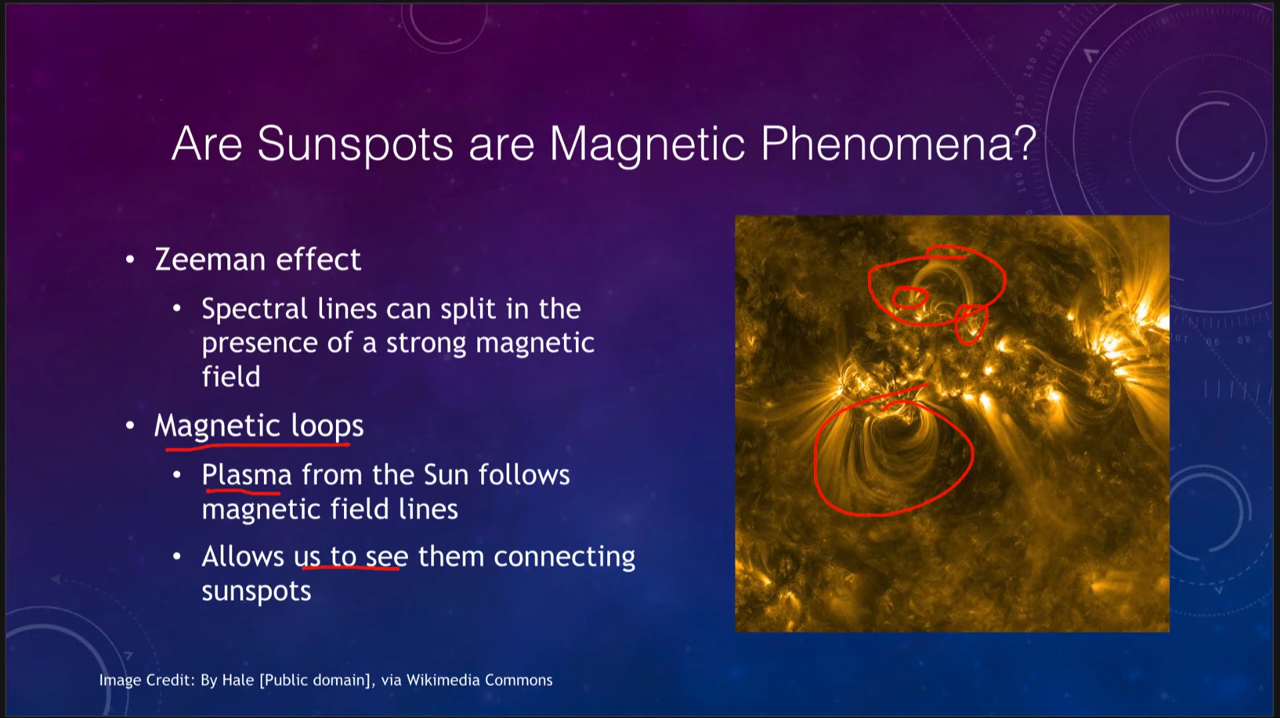 Are Sunspots are Magnetic Phenomena?
• Zeeman effect
• Spectral lines can split in the
presence of a strong magnetic
field
• Magnetic loops
• Plasma from the Sun follows
magnetic field lines
• Allows us to see them connecting
sunspots
Image Credit: By Hale [Public domain], via Wikimedia Commons